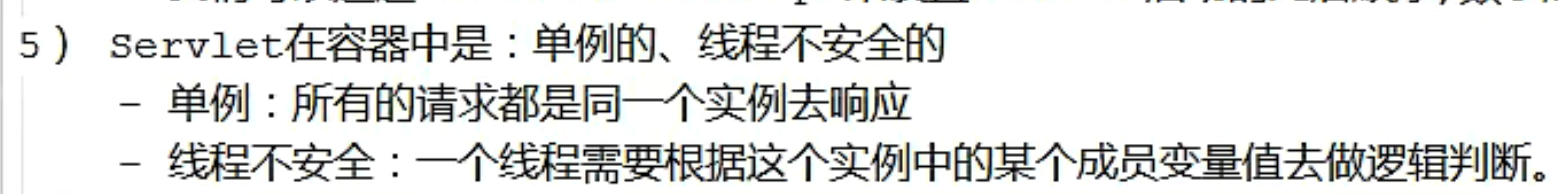 5） Servlet在容器中是：单例的、线程不安全的
- 单例：所有的请求都是同一个实例去响应
- 线程不安全：一个线程需要根据这个实例中的某个成员变量值去做逻辑判断。